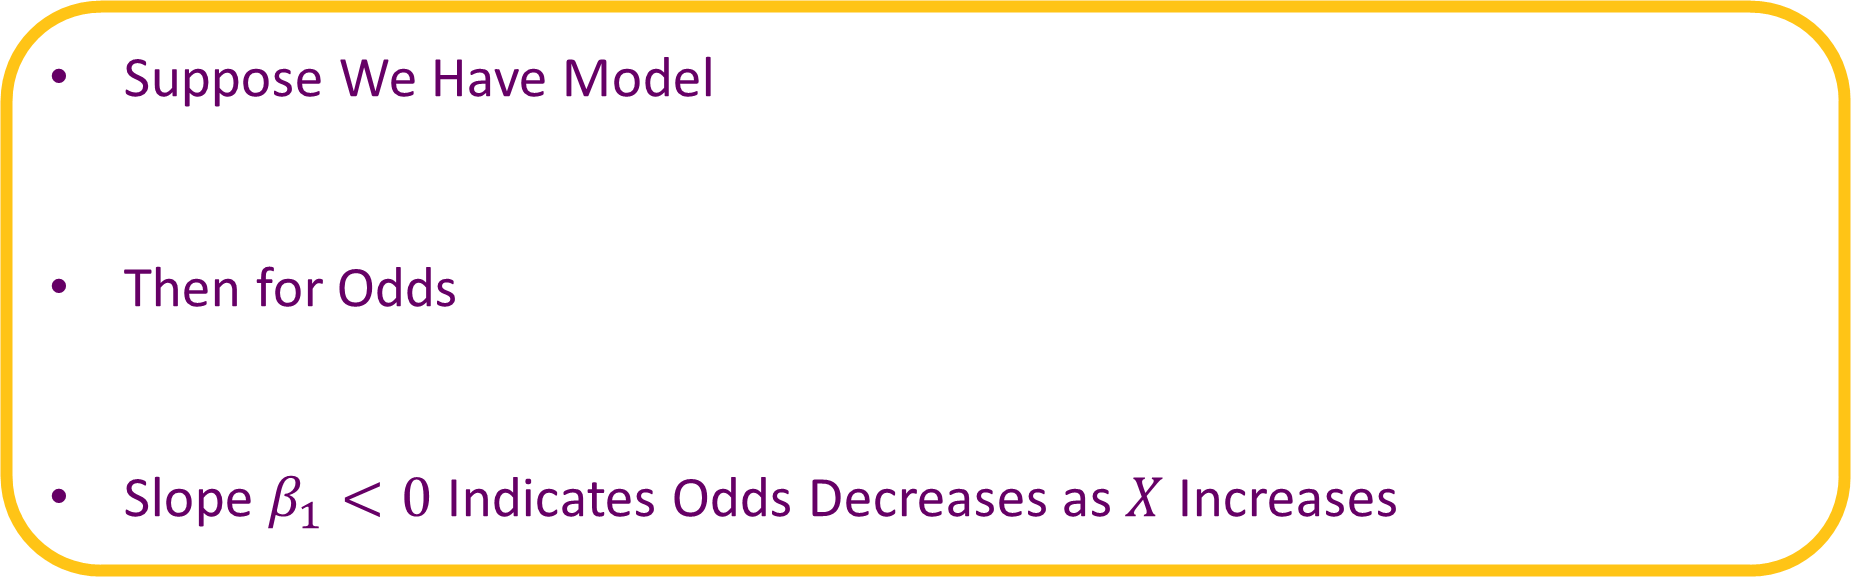 • Suppose We Have Model
• Then for Odds
• Slope β₁ < 0 Indicates Odds Decreases as X Increases